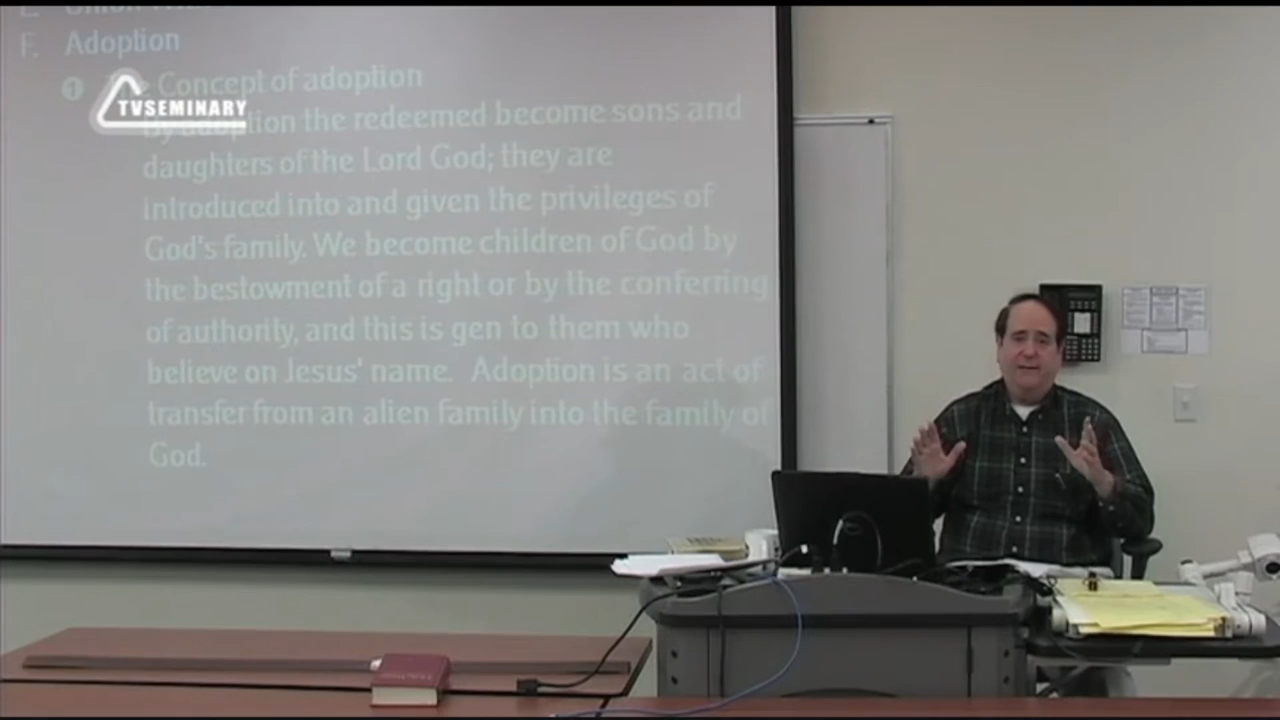 F. Adoption
1 Concept of adoption
TVSEMINARY
By adoption the redeemed become sons and
daughters of the Lord God; they are
introduced into and given the privileges of
God's family. We become children of God by
the bestowment of a right or by the conferring
of authority, and this is gen to them who
believe on Jesus' name. Adoption is an act of
transfer from an alien family into the family of
God.